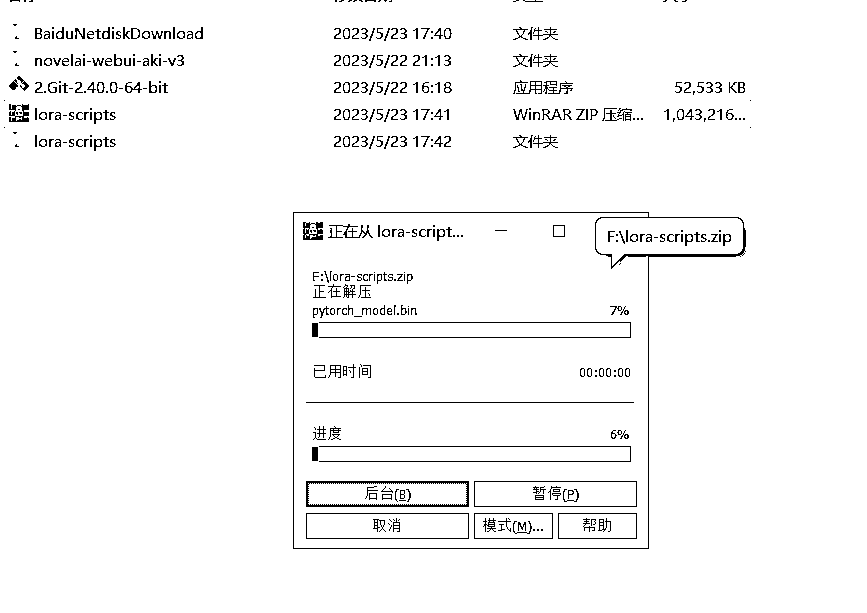 BaiduNetdiskDownload 2023/5/23 17:40 文件夹
novelai-webui-aki-v3 2023/5/22 21:13 文件夹
2.Git-2.40.0-64-bit 2023/5/22 16:18 应用程序 52,533 KB
lora-scripts 2023/5/23 17:41 WinRAR ZIP 压缩... 1,043,216...
lora-scripts 2023/5/23 17:42 文件夹
正在从 lora-script...
F:\lora-scripts.zip
F:\lora-scripts.zip
正在解压
pytorch_model.bin 7%
已用时间 00:00:00
进度 6%
后台(B) 暂停(P)
取消 模式(M)... 帮助